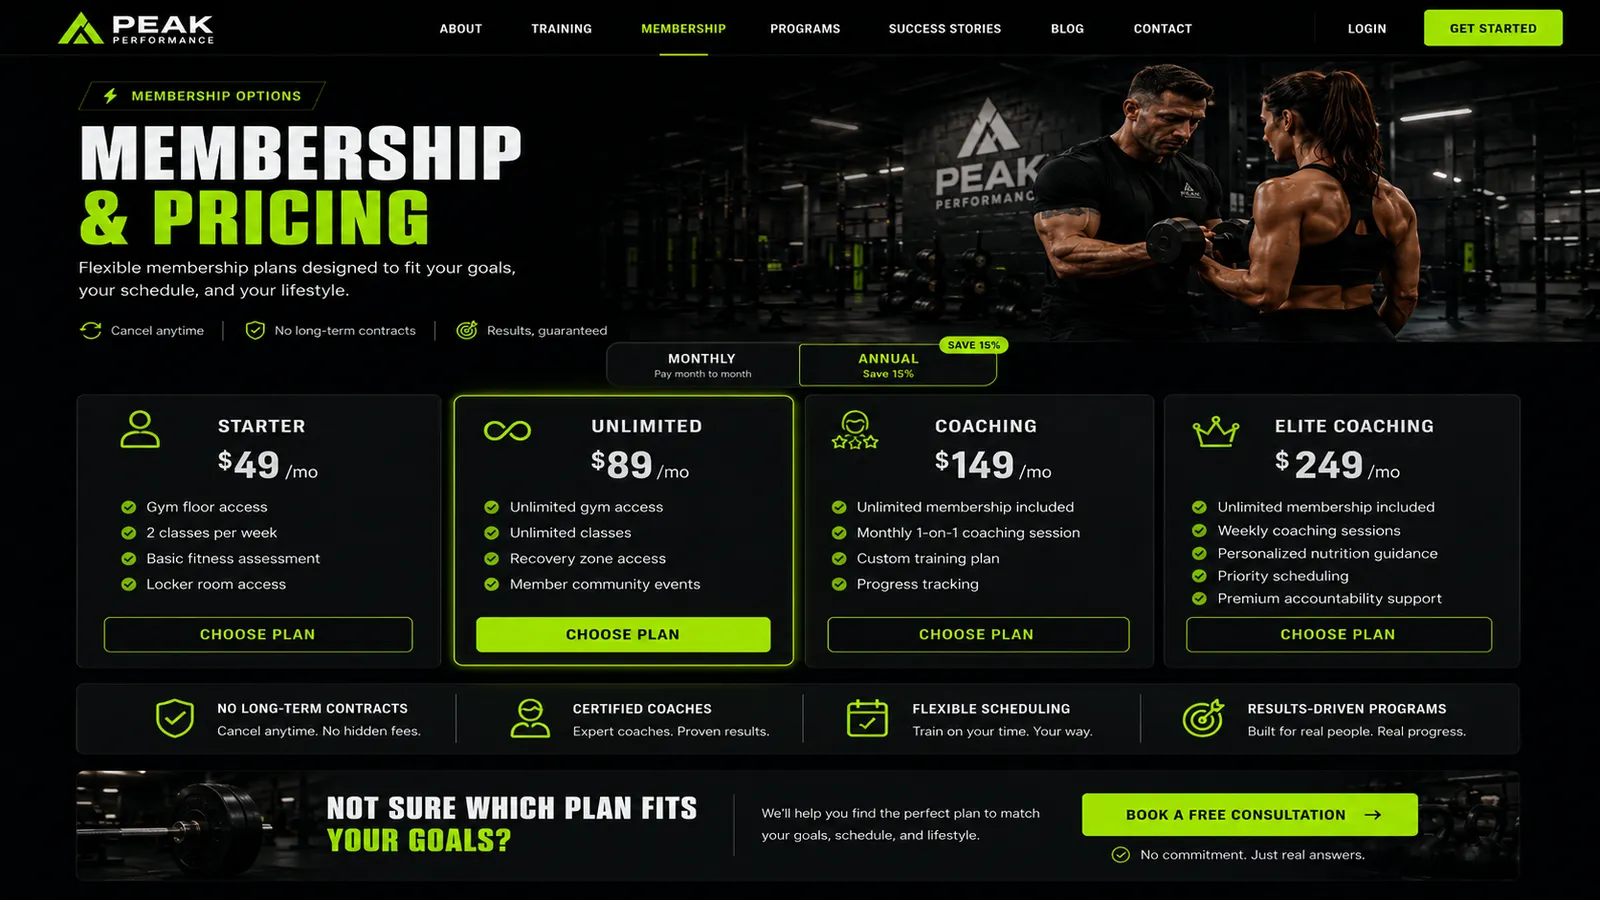 PEAK
PERFORMANCE
ABOUT
TRAINING
MEMBERSHIP
PROGRAMS
SUCCESS STORIES
BLOG
CONTACT
LOGIN
GET STARTED
MEMBERSHIP OPTIONS
MEMBERSHIP
& PRICING
Flexible membership plans designed to fit your goals,
your schedule, and your lifestyle.
Cancel anytime
No long-term contracts
Results, guaranteed
PEAK
PERFORMANC
PEAK
MONTHLY
Pay month to month
ANNUAL
Save 15%
SAVE 15%
STARTER
$49 /mo
Gym floor access
2 classes per week
Basic fitness assessment
Locker room access
CHOOSE PLAN
UNLIMITED
$89 /mo
Unlimited gym access
Unlimited classes
Recovery zone access
Member community events
CHOOSE PLAN
COACHING
$149 /mo
Unlimited membership included
Monthly 1-on-1 coaching session
Custom training plan
Progress tracking
CHOOSE PLAN
ELITE COACHING
$249 /mo
Unlimited membership included
Weekly coaching sessions
Personalized nutrition guidance
Priority scheduling
Premium accountability support
CHOOSE PLAN
NO LONG-TERM CONTRACTS
Cancel anytime. No hidden fees.
CERTIFIED COACHES
Expert coaches. Proven results.
FLEXIBLE SCHEDULING
Train on your time. Your way.
RESULTS-DRIVEN PROGRAMS
Built for real people. Real progress.
NOT SURE WHICH PLAN FITS
YOUR GOALS?
We'll help you find the perfect plan to match
your goals, schedule, and lifestyle.
BOOK A FREE CONSULTATION →
No commitment. Just real answers.